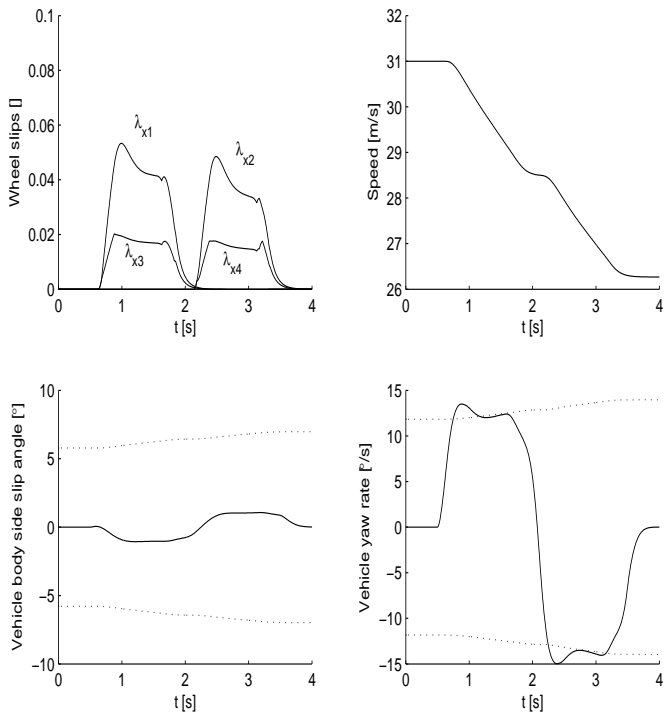 Wheel slips []
0.1
0.08
0.06
0.04
0.02
0
λx1
λx2
λx3
λx4
0 1 2 3 4
t [s]
Speed [m/s]
32
31
30
29
28
27
26
0 1 2 3 4
t [s]
Vehicle body side slip angle [°]
10
5
0
−5
−10
0 1 2 3 4
t [s]
Vehicle yaw rate [°/s]
15
10
5
0
−5
−10
−15
0 1 2 3 4
t [s]